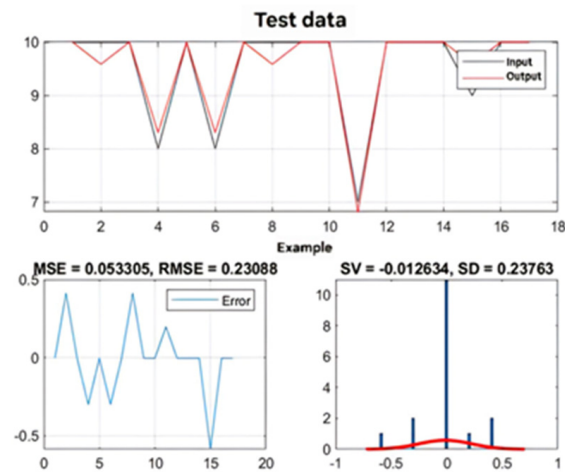 Test data
10
9
8
7
Input
Output
0 2 4 6 8 10 12 14 16 18
Example
MSE = 0.053305, RMSE = 0.23088
0.5
0
-0.5
Error
0 5 10 15 20
SV = -0.012634, SD = 0.23763
10
8
6
4
2
0
-1 -0.5 0 0.5 1